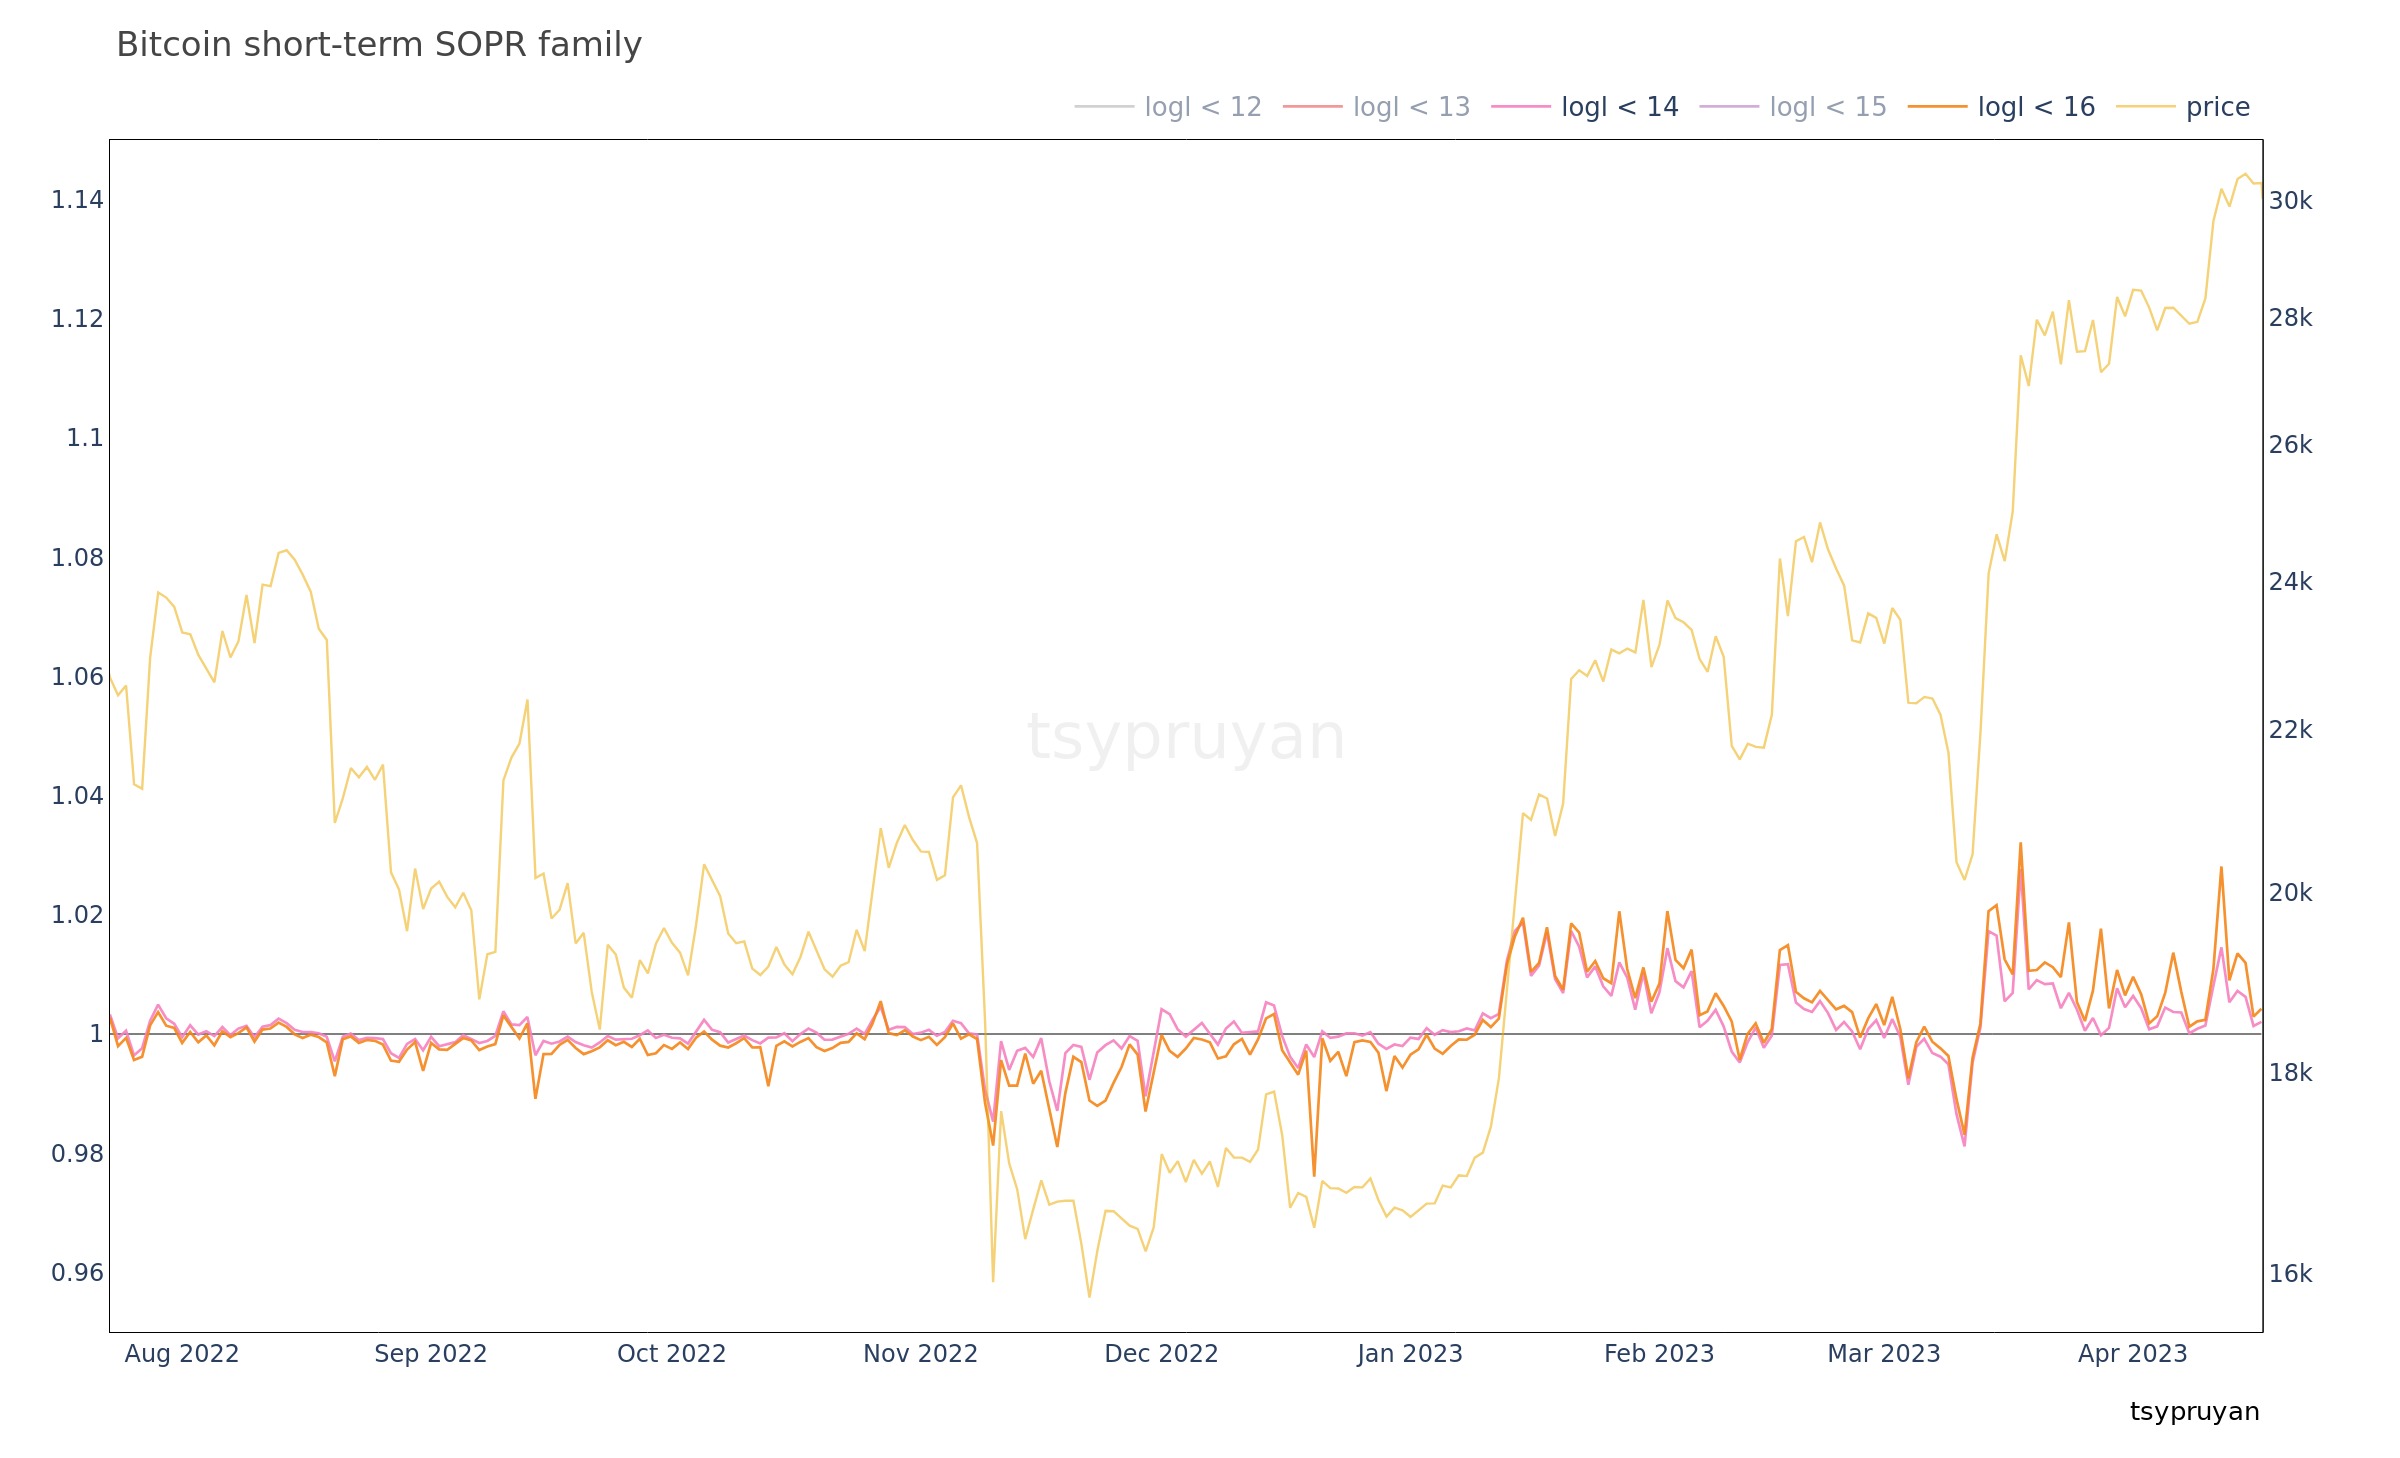 Bitcoin short-term SOPR family
logl < 12 logl < 13 logl < 14 logl < 15 logl < 16 price
1.14 30k
1.12 28k
1.1 26k
1.08 24k
1.06 22k
1.04
1.02 20k
1 18k
0.98
0.96 16k
tsypruyan
Aug 2022 Sep 2022 Oct 2022 Nov 2022 Dec 2022 Jan 2023 Feb 2023 Mar 2023 Apr 2023
tsypruyan